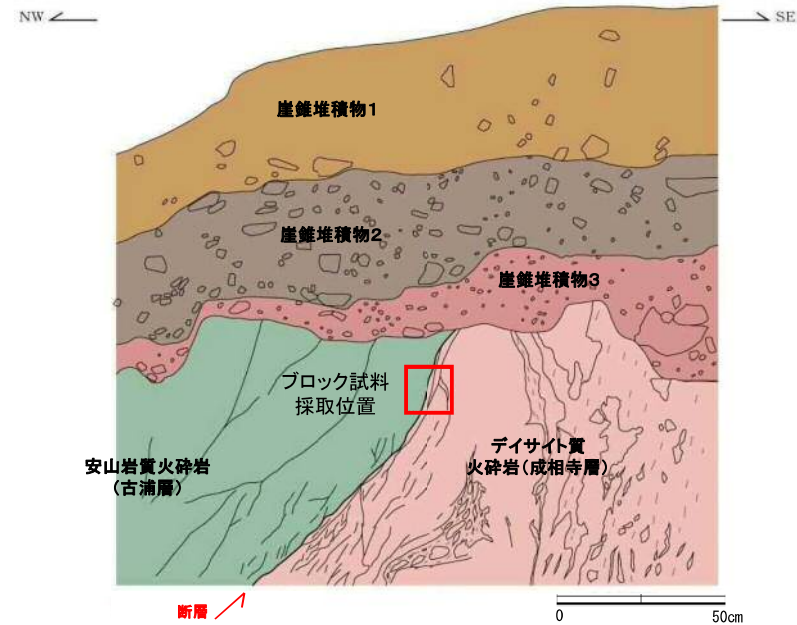 NW
SE
崖錐堆積物1
崖錐堆積物2
崖錐堆積物3
ブロック試料
採取位置
安山岩質火砕岩
(古浦層)
デイサイト質
火砕岩(成相寺層)
断層
0
50cm